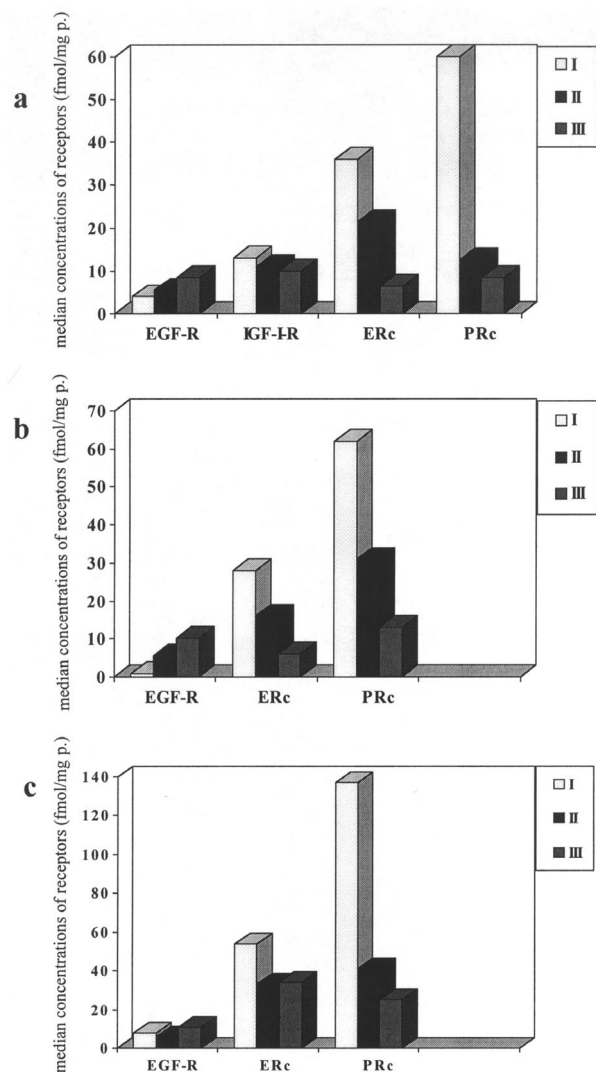 a
median concentrations of receptors (fmol/mg p.)
60
50
40
30
20
10
0
EGF-R IGF-I-R ERc PRc
I
II
III
b
median concentrations of receptors (fmol/mg p.)
70
60
50
40
30
20
10
0
EGF-R ERc PRc
I
II
III
c
median concentrations of receptors (fmol/mg p.)
140
120
100
80
60
40
20
0
EGF-R ERc PRc
I
II
III